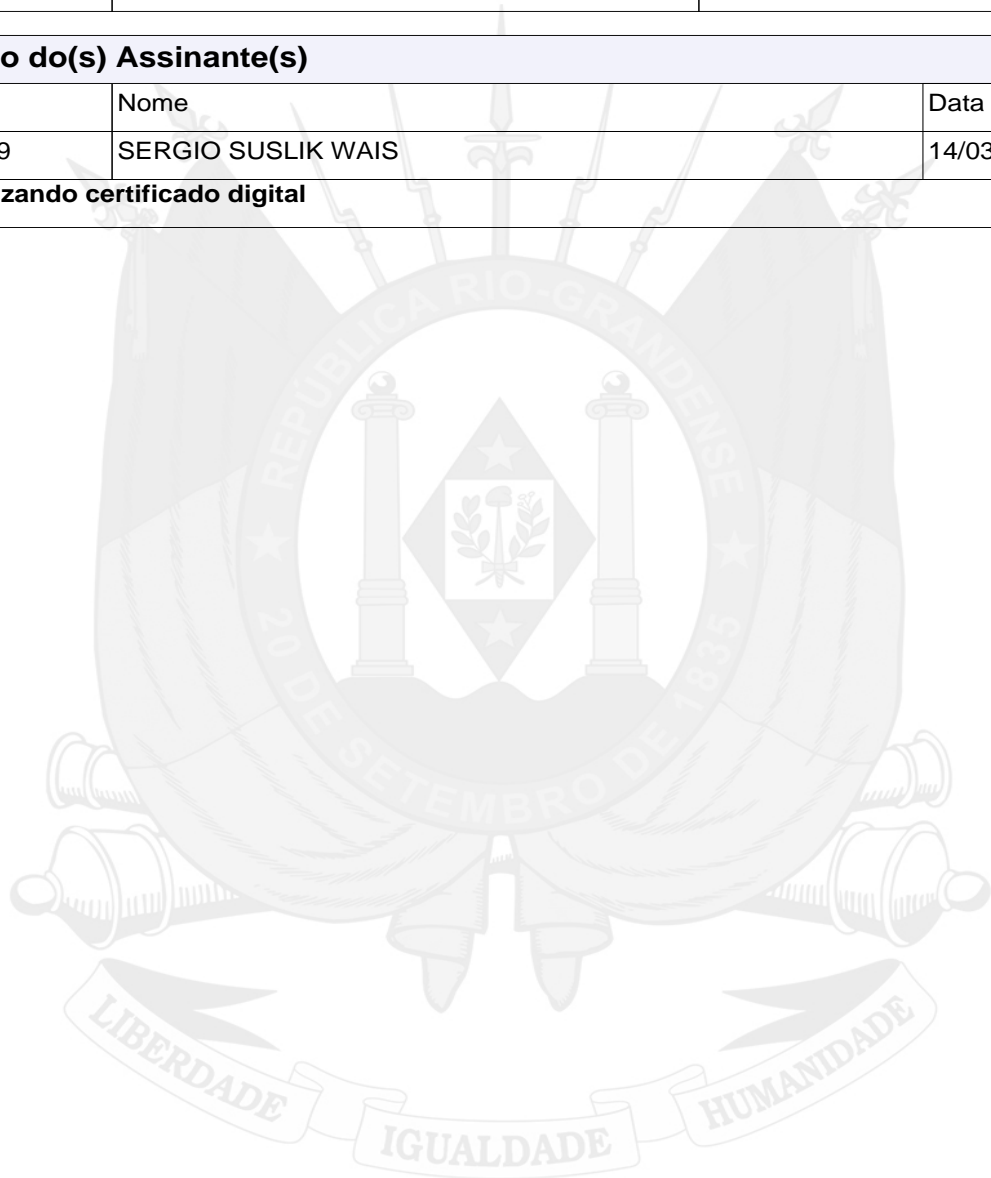 o do(s) Assinante(s)
Nome Data
9 SERGIO SUSLIK WAIS 14/03
zando certificado digital
REPÚBLICA RIO-GRANDENSE
20 DE SETEMBRO DE 1835
LIBERDADE IGUALDADE HUMANIDADE